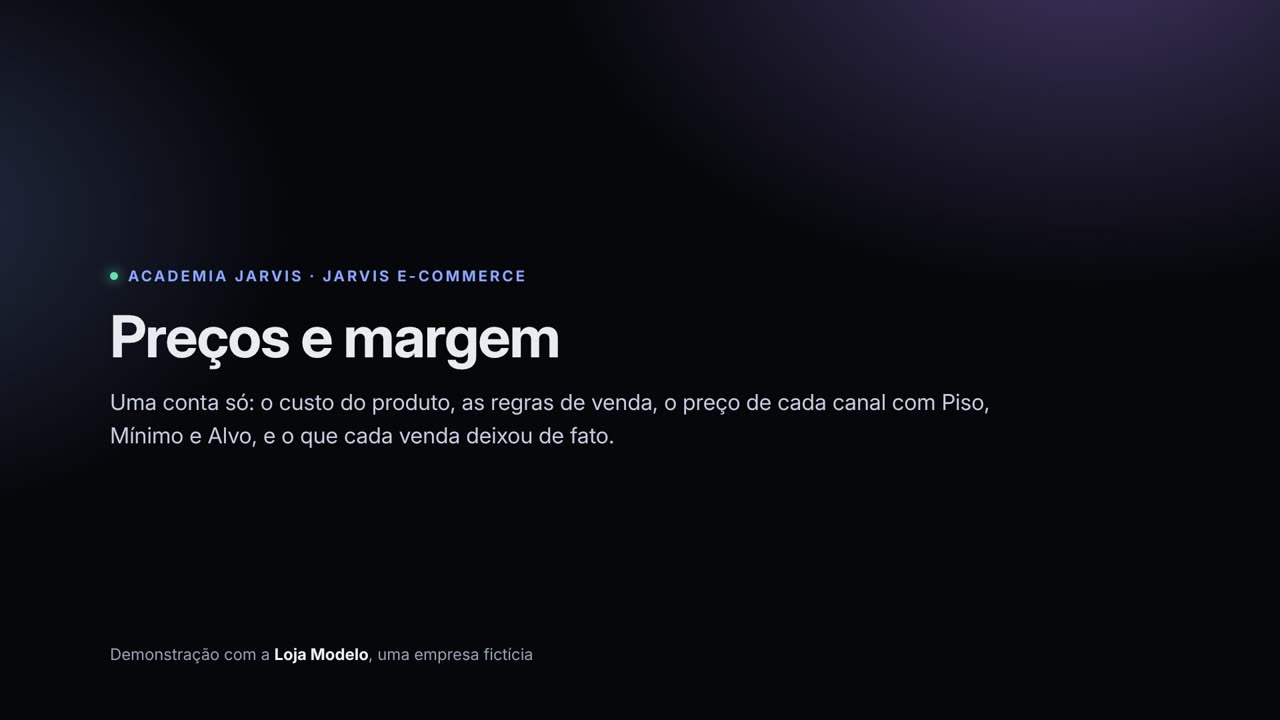 ACADEMIA JARVIS · JARVIS E-COMMERCE
Preços e margem
Uma conta só: o custo do produto, as regras de venda, o preço de cada canal com Piso,
Mínimo e Alvo, e o que cada venda deixou de fato.
Demonstração com a Loja Modelo, uma empresa fictícia